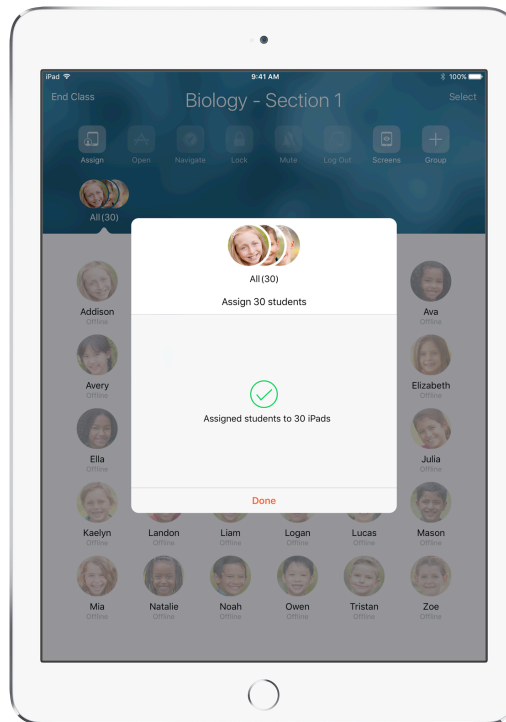 iPad 9:41 AM 100%
End Class Biology - Section 1 Select
Assign Open Navigate Lock Mute Log Out Screens Group
All (30)
All (30)
Assign 30 students
Addison Ava
Offline Offline
Avery Elizabeth
Offline Offline
Assigned students to 30 iPads
Ella Julia
Offline Offline
Done
Kaelyn Landon Liam Logan Lucas Mason
Offline Offline Offline Offline Offline Offline
Mia Natalie Noah Owen Tristan Zoe
Offline Offline Offline Offline Offline Offline